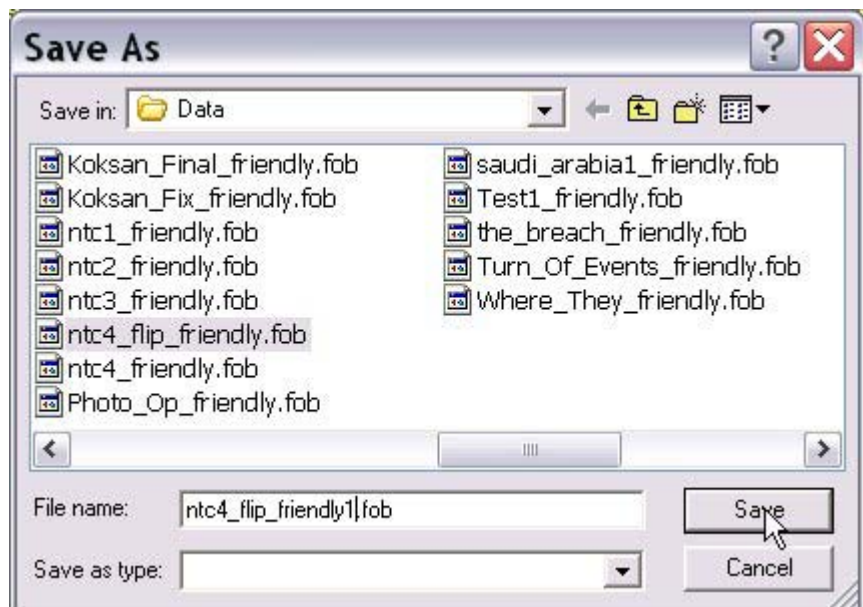 Save As
Save in: Data
Koksan_Final_friendly.fob
Koksan_Fix_friendly.fob
ntc1_friendly.fob
ntc2_friendly.fob
ntc3_friendly.fob
ntc4_flip_friendly.fob
ntc4_friendly.fob
Photo_Op_friendly.fob
saudi_arabia1_friendly.fob
Test1_friendly.fob
the_breach_friendly.fob
Turn_Of_Events_friendly.fob
Where_They_friendly.fob
File name: ntc4_flip_friendly1.fob
Save
Save as type:
Cancel